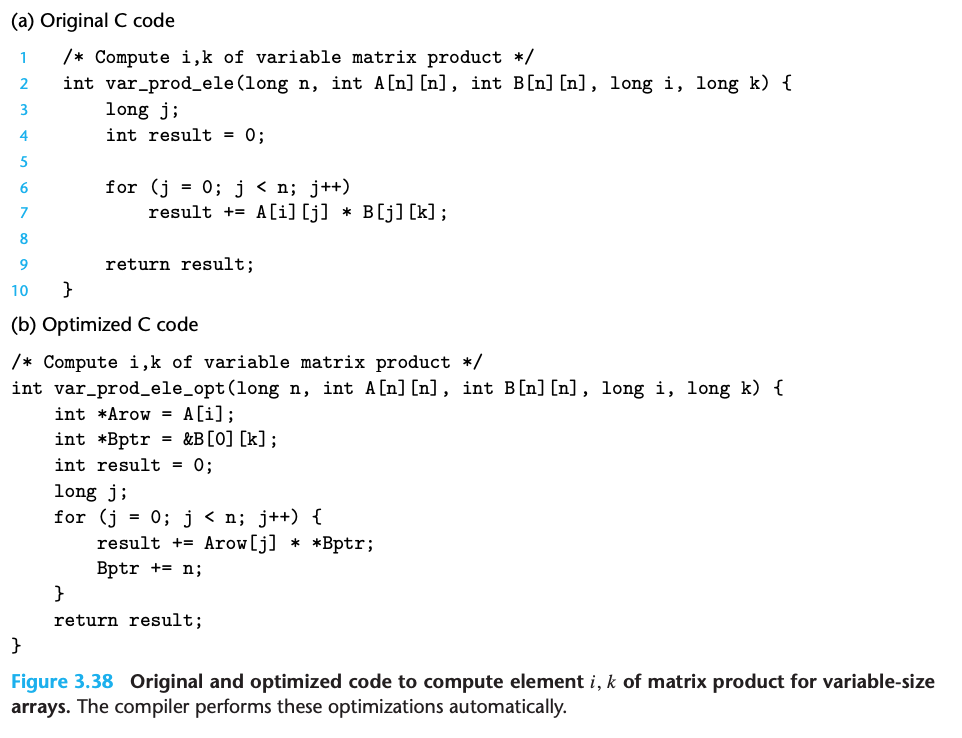 (a) Original C code
1 /* Compute i,k of variable matrix product */
2 int var_prod_ele(long n, int A[n][n], int B[n][n], long i, long k) {
3 long j;
4 int result = 0;
5
6 for (j = 0; j < n; j++)
7 result += A[i][j] * B[j][k];
8
9 return result;
10 }
(b) Optimized C code
/* Compute i,k of variable matrix product */
int var_prod_ele_opt(long n, int A[n][n], int B[n][n], long i, long k) {
int *Arow = A[i];
int *Bptr = &B[0][k];
int result = 0;
long j;
for (j = 0; j < n; j++) {
result += Arow[j] * *Bptr;
Bptr += n;
}
return result;
}
Figure 3.38 Original and optimized code to compute element i, k of matrix product for variable-size
arrays. The compiler performs these optimizations automatically.